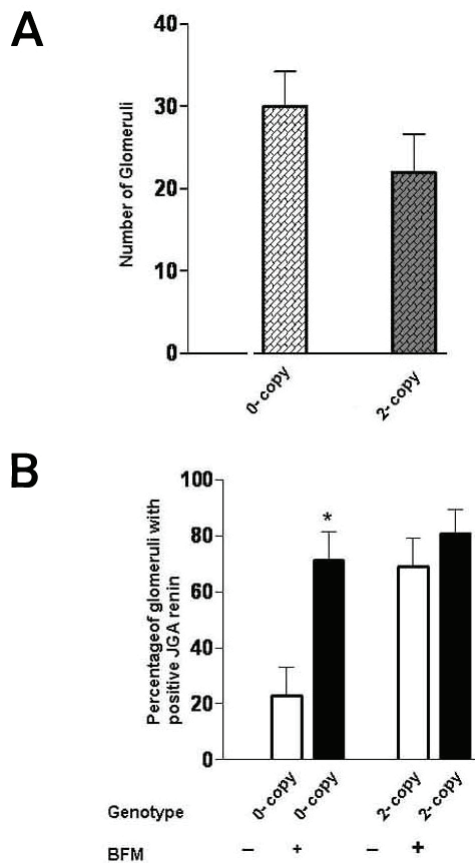 A
40
30
20
10
0
Number of Glomeruli
0- copy
2- copy
B
100
80
60
40
20
0
Percentageof glomeruli with
positive JGA renin
*
0- copy
0- copy
2- copy
2- copy
Genotype
BFM
– + – +